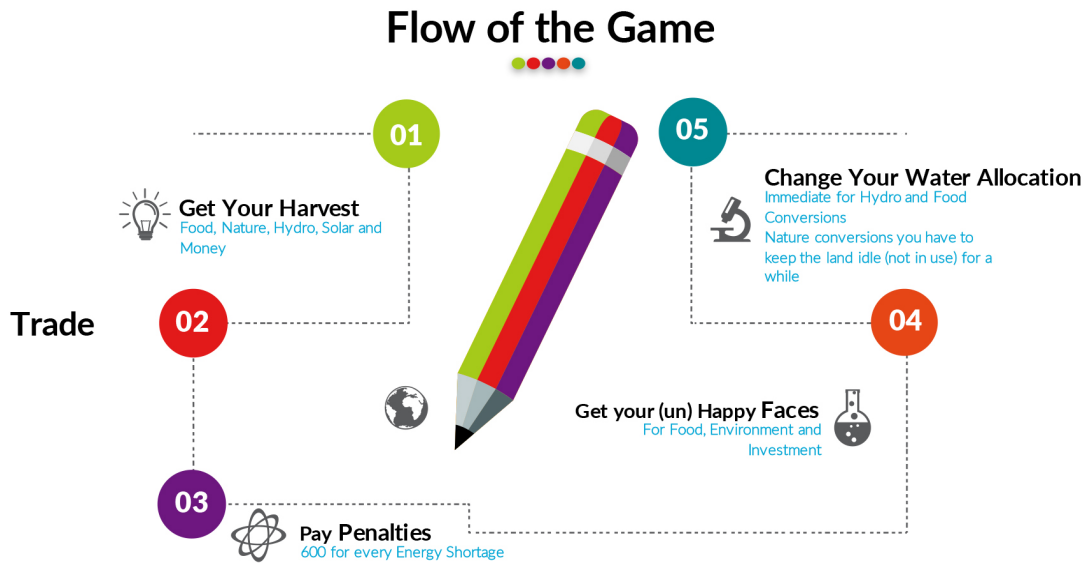 Flow of the Game
01
Get Your Harvest
Food, Nature, Hydro, Solar and
Money
Trade
02
03
Pay Penalties
600 for every Energy Shortage
04
Get your (un) Happy Faces
For Food, Environment and
Investment
05
Change Your Water Allocation
Immediate for Hydro and Food
Conversions
Nature conversions you have to
keep the land idle (not in use) for a
while